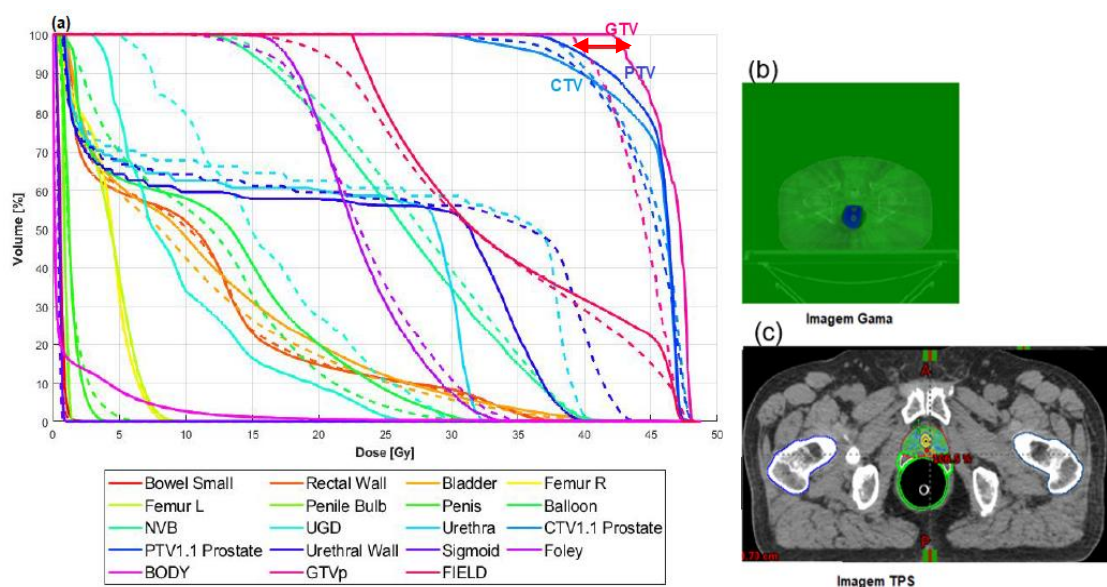 (a)
GTV
PTV
CTV
100
90
80
70
60
50
40
30
20
10
0
Volume [%]
0 5 10 15 20 25 30 35 40 45 50
Dose [Gy]
Bowel Small Rectal Wall Bladder Femur R
Femur L Penile Bulb Penis Balloon
NVB UGD Urethra CTV1.1 Prostate
PTV1.1 Prostate Urethral Wall Sigmoid Foley
BODY GTVp FIELD
(b)
Imagem Gama
(c)
A
P
Imagem TPS